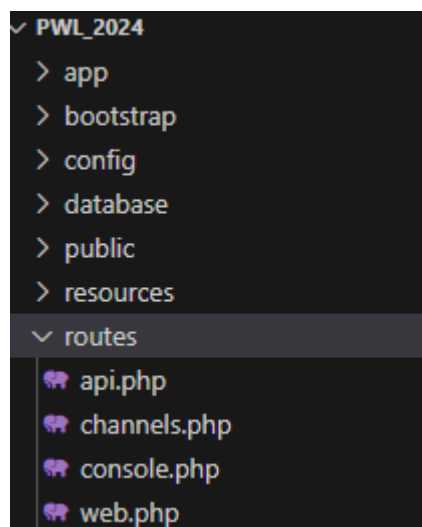 PWL_2024
app
bootstrap
config
database
public
resources
routes
api.php
channels.php
console.php
web.php